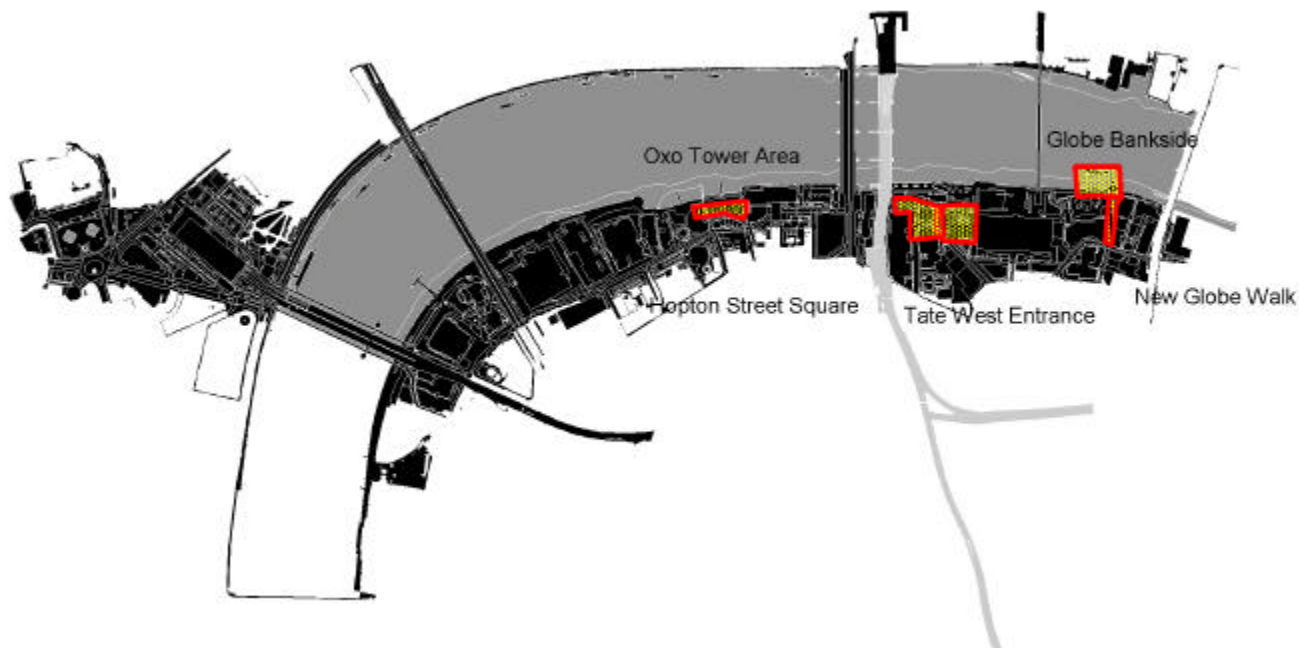 Globe Bankside
Oxo Tower Area
New Globe Walk
Hopton Street Square
Tate West Entrance